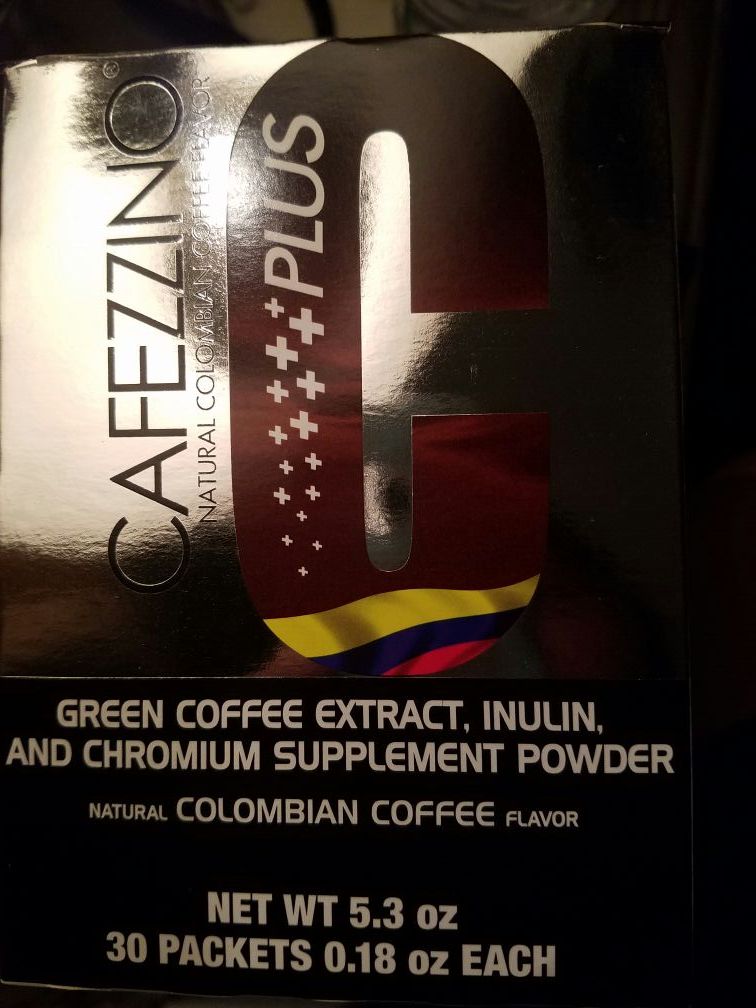 CAFEZZINO®
NATURAL COLOMBIAN COFFEE FLAVOR
PLUS
GREEN COFFEE EXTRACT, INULIN,
AND CHROMIUM SUPPLEMENT POWDER
NATURAL COLOMBIAN COFFEE FLAVOR
NET WT 5.3 oz
30 PACKETS 0.18 oz EACH